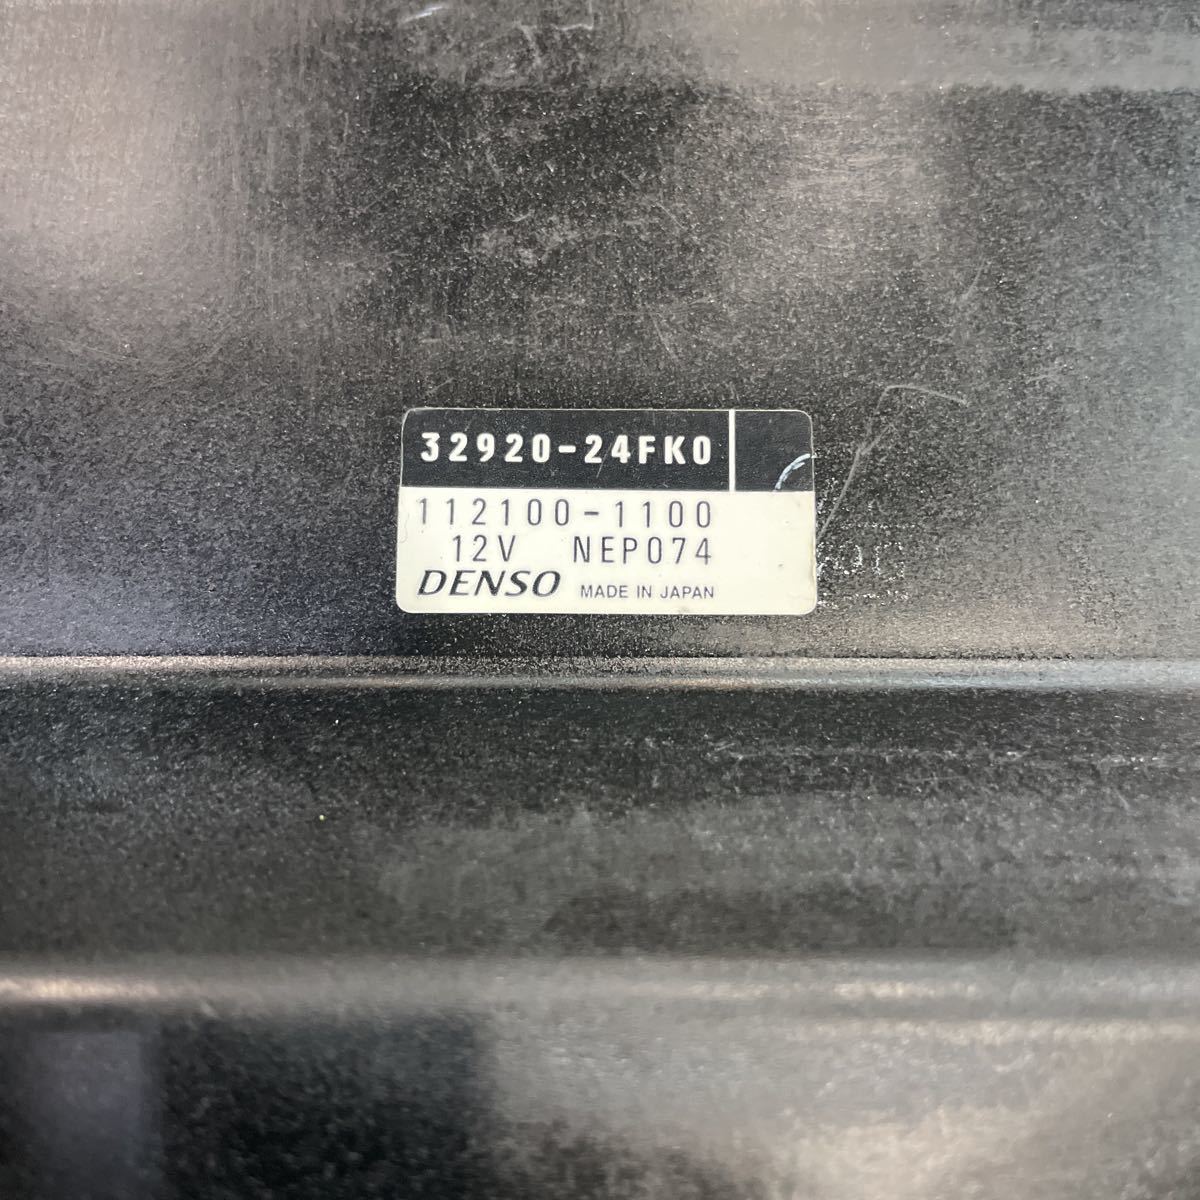 32920-24FK0
112100-1100
12V NEP074
DENSO MADE IN JAPAN